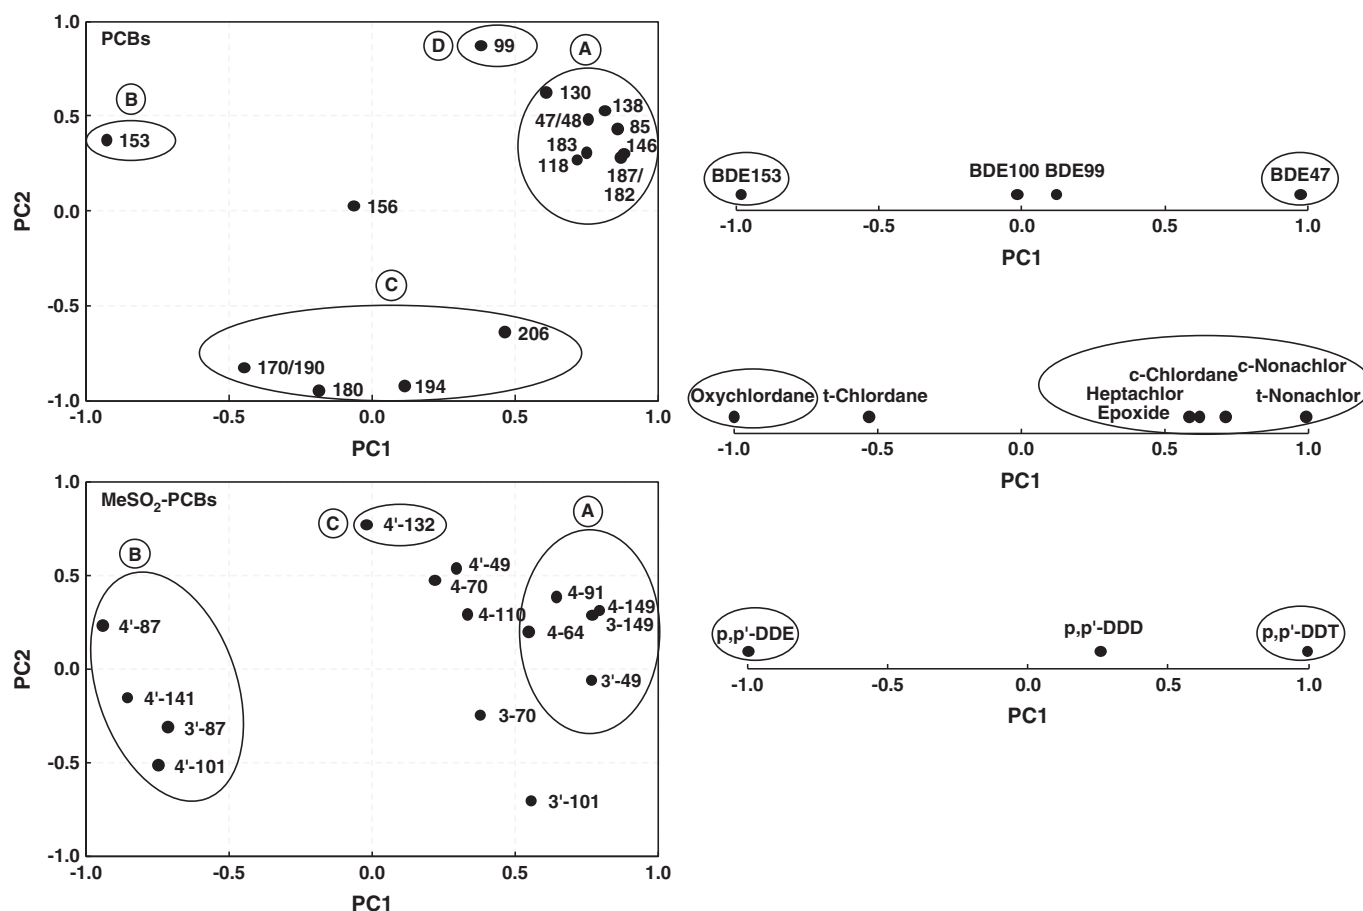 PCBs
D
99
A
B
153
130
138
47/48
85
183
146
118
187/
182
156
C
206
170/190
180
194
1.0
0.5
0.0
-0.5
-1.0
PC2
-1.0
-0.5
0.0
0.5
1.0
PC1
MeSO2-PCBs
C
4'-132
A
B
4'-49
4-70
4-91
4-110
4-149
3-149
4-64
4'-87
3'-49
4'-141
3'-87
3-70
4'-101
3'-101
1.0
0.5
0.0
-0.5
-1.0
PC2
-1.0
-0.5
0.0
0.5
1.0
PC1
BDE153
BDE100 BDE99
BDE47
-1.0
-0.5
0.0
0.5
1.0
PC1
c-Nonachlor
c-Chlordane
Oxychlordane
t-Chlordane
Heptachlor
Epoxide
t-Nonachlor
-1.0
-0.5
0.0
0.5
1.0
PC1
p,p'-DDE
p,p'-DDD
p,p'-DDT
-1.0
-0.5
0.0
0.5
1.0
PC1